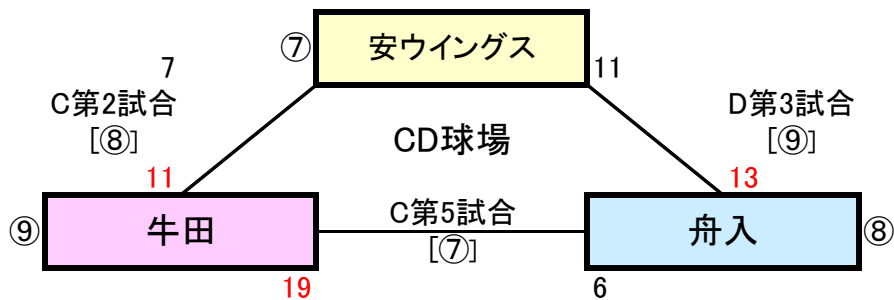 ⑦
安ウイングス
7
11
C第2試合
[⑧]
CD球場
D第3試合
[⑨]
11
13
⑨
牛田
C第5試合
[⑦]
舟入
⑧
19
6